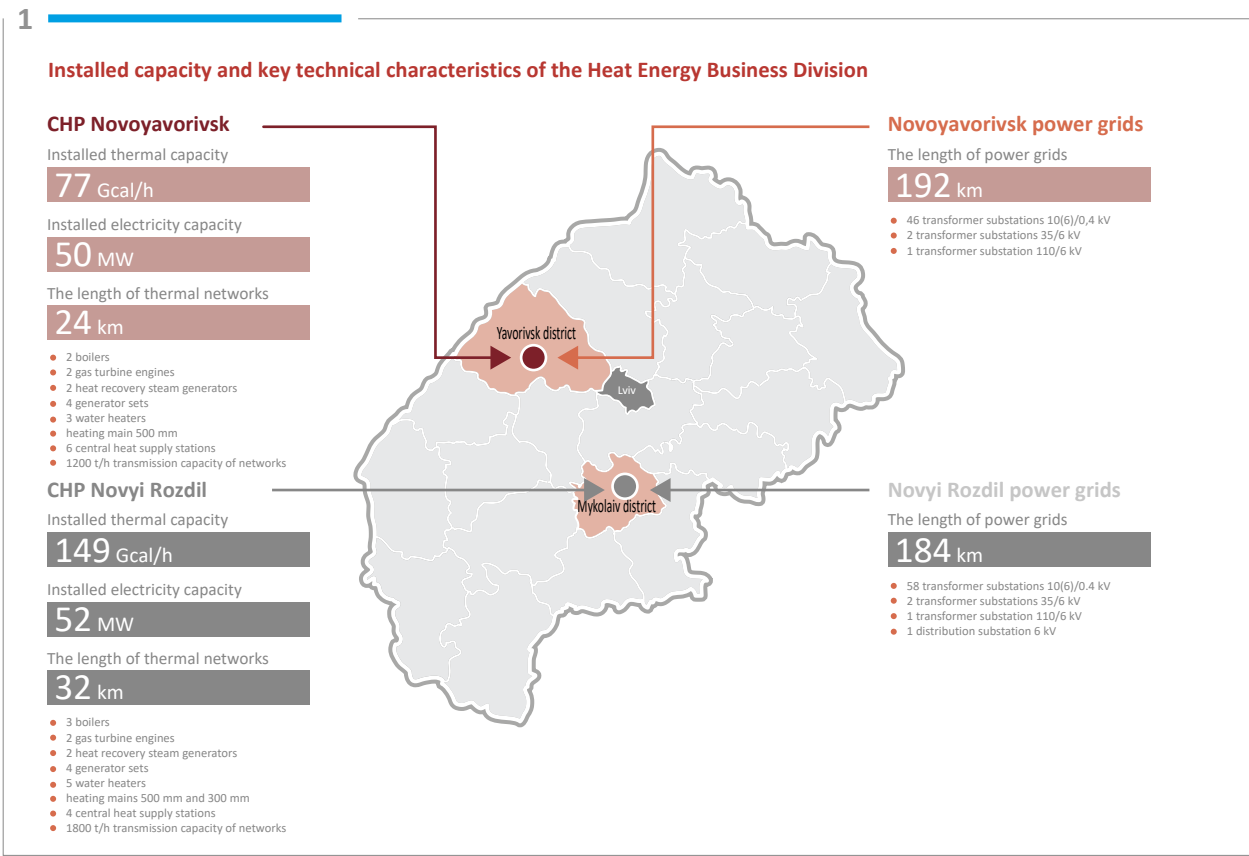 1
Installed capacity and key technical characteristics of the Heat Energy Business Division
CHP Novoyavorivsk
Installed thermal capacity
77 Gcal/h
Installed electricity capacity
50 MW
The length of thermal networks
24 km
2 boilers
2 gas turbine engines
2 heat recovery steam generators
4 generator sets
3 water heaters
heating main 500 mm
6 central heat supply stations
1200 t/h transmission capacity of networks
Novoyavorivsk power grids
The length of power grids
192 km
46 transformer substations 10(6)/0,4 kV
2 transformer substations 35/6 kV
1 transformer substation 110/6 kV
Yavorivsk district
Lviv
Mykolaiv district
CHP Novyi Rozdil
Installed thermal capacity
149 Gcal/h
Installed electricity capacity
52 MW
The length of thermal networks
32 km
3 boilers
2 gas turbine engines
2 heat recovery steam generators
4 generator sets
5 water heaters
heating mains 500 mm and 300 mm
4 central heat supply stations
1800 t/h transmission capacity of networks
Novyi Rozdil power grids
The length of power grids
184 km
58 transformer substations 10(6)/0.4 kV
2 transformer substations 35/6 kV
1 transformer substation 110/6 kV
1 distribution substation 6 kV